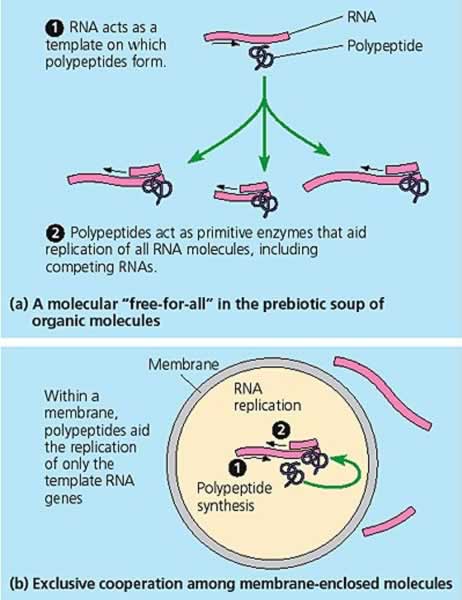 1 RNA acts as a
template on which
polypeptides form.
RNA
Polypeptide
2 Polypeptides act as primitive enzymes that aid
replication of all RNA molecules, including
competing RNAs.
(a) A molecular "free-for-all" in the prebiotic soup of
organic molecules
Membrane
Within a
membrane,
polypeptides aid
the replication
of only the
template RNA
genes
RNA
replication
2
1
Polypeptide
synthesis
(b) Exclusive cooperation among membrane-enclosed molecules